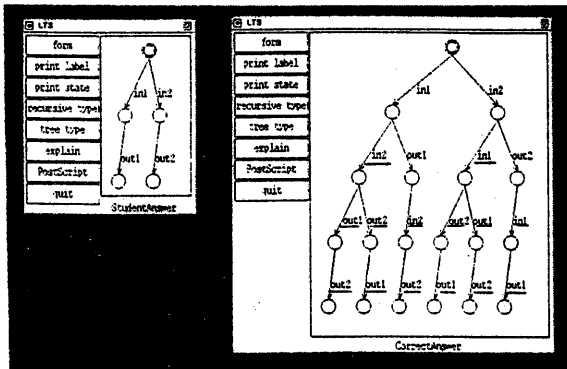 LTS
form
print label
print state
recursive type
tree type
explain
PostScript
quit
in1 in2
out1 out2
StudentAnswer
LTS
form
print label
print state
recursive type
tree type
explain
PostScript
quit
in1 in2
in2 out1 in1 out2
out1 out2 in2 out2 out1 in1
out2 out1 out2 out1 out2 out1
CorrectAnswer